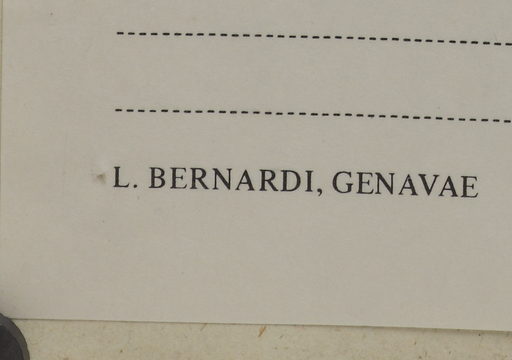 L. BERNARDI, GENAVAE